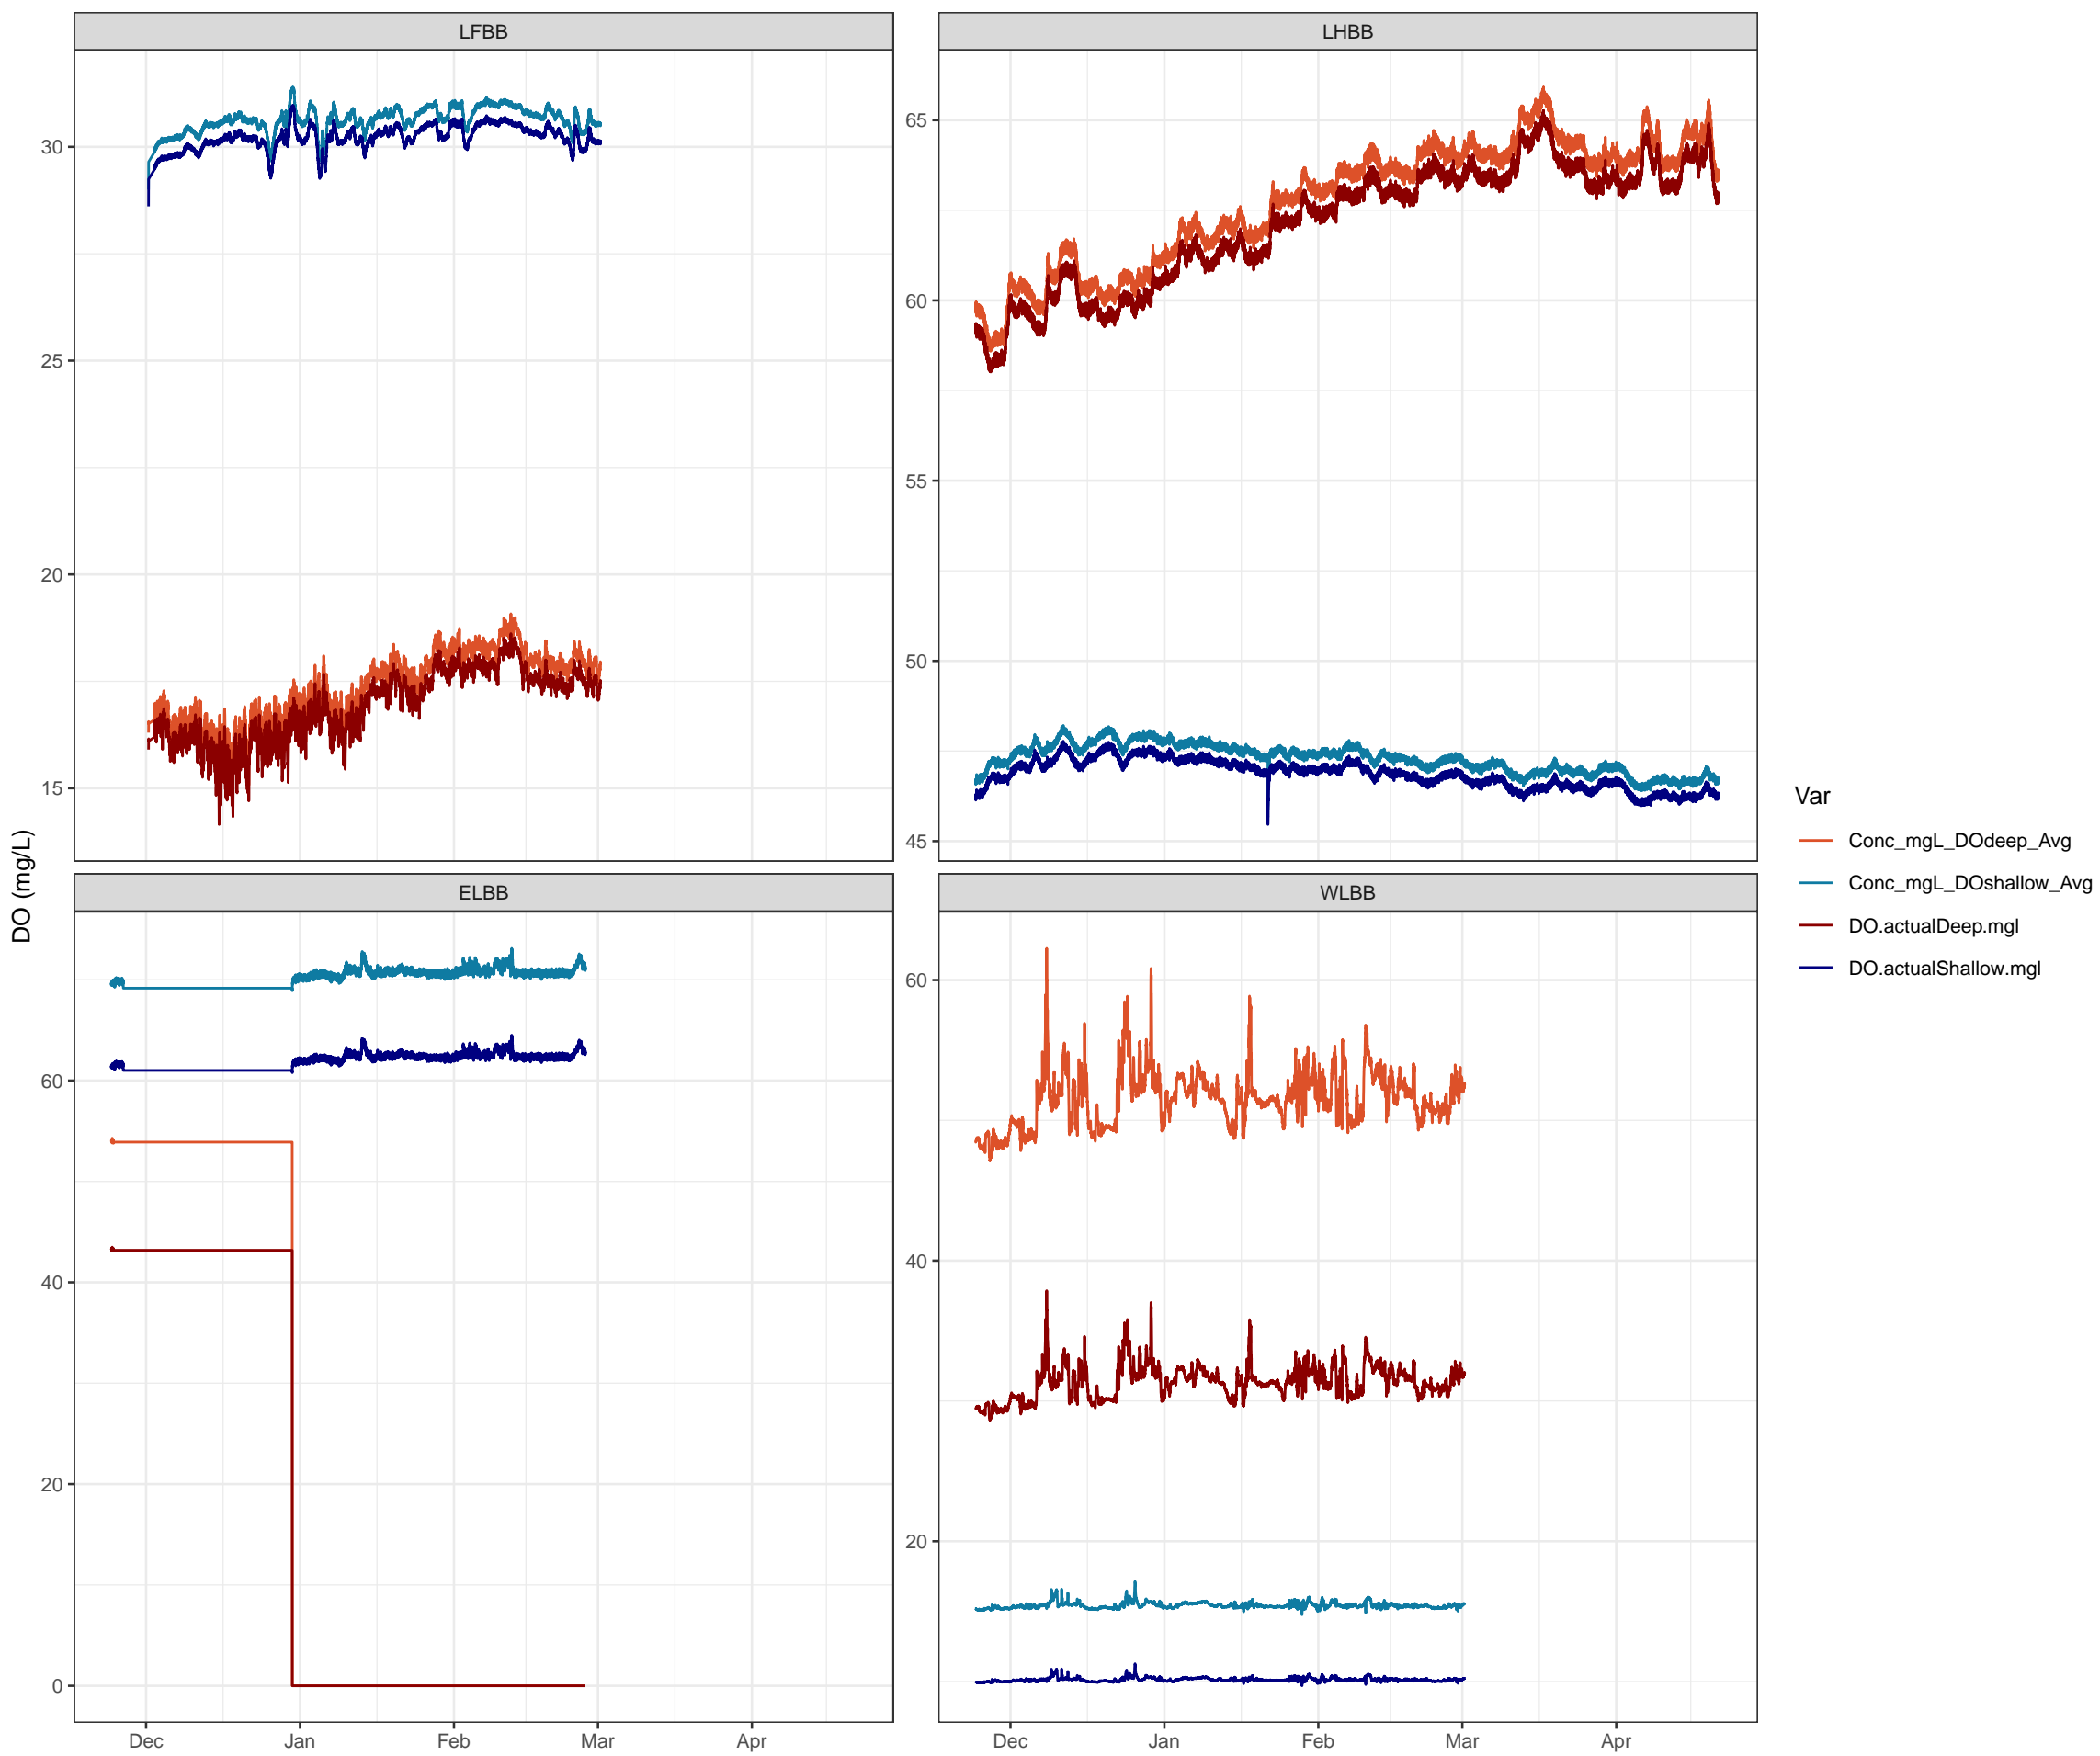 LFBB
LHBB
30
25
20
15
65
60
55
50
45
ELBB
WLBB
60
40
20
0
60
40
20
Dec Jan Feb Mar Apr
Dec Jan Feb Mar Apr
DO (mg/L)
Var
Conc_mgL_DOdeep_Avg
Conc_mgL_DOshallow_Avg
DO.actualDeep.mgl
DO.actualShallow.mgl